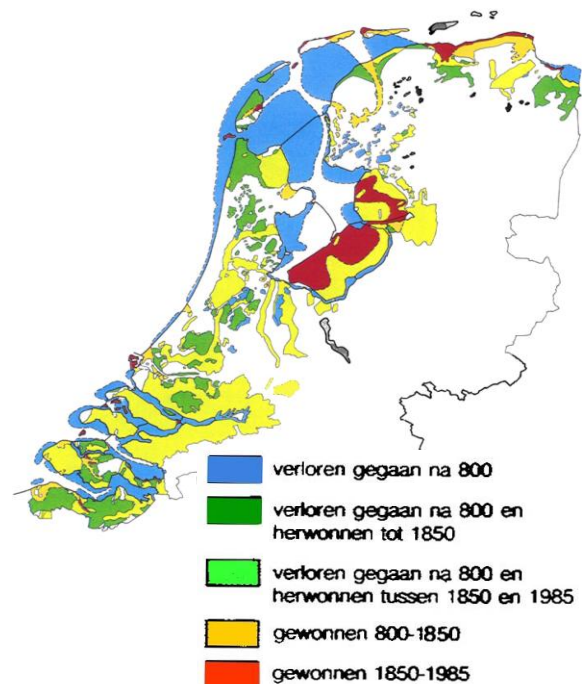 verloren gegaan na 800
verloren gegaan na 800 en
herwonnen tot 1850
verloren gegaan na 800 en
herwonnen tussen 1850 en 1985
gewonnen 800-1850
gewonnen 1850-1985